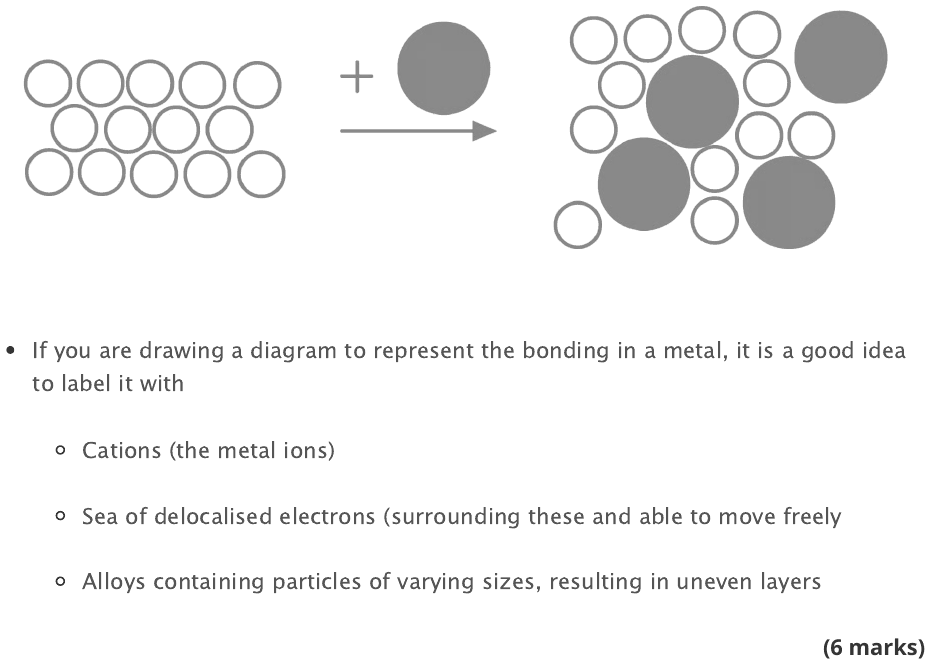 +
• If you are drawing a diagram to represent the bonding in a metal, it is a good idea
to label it with
○ Cations (the metal ions)
○ Sea of delocalised electrons (surrounding these and able to move freely
○ Alloys containing particles of varying sizes, resulting in uneven layers
(6 marks)